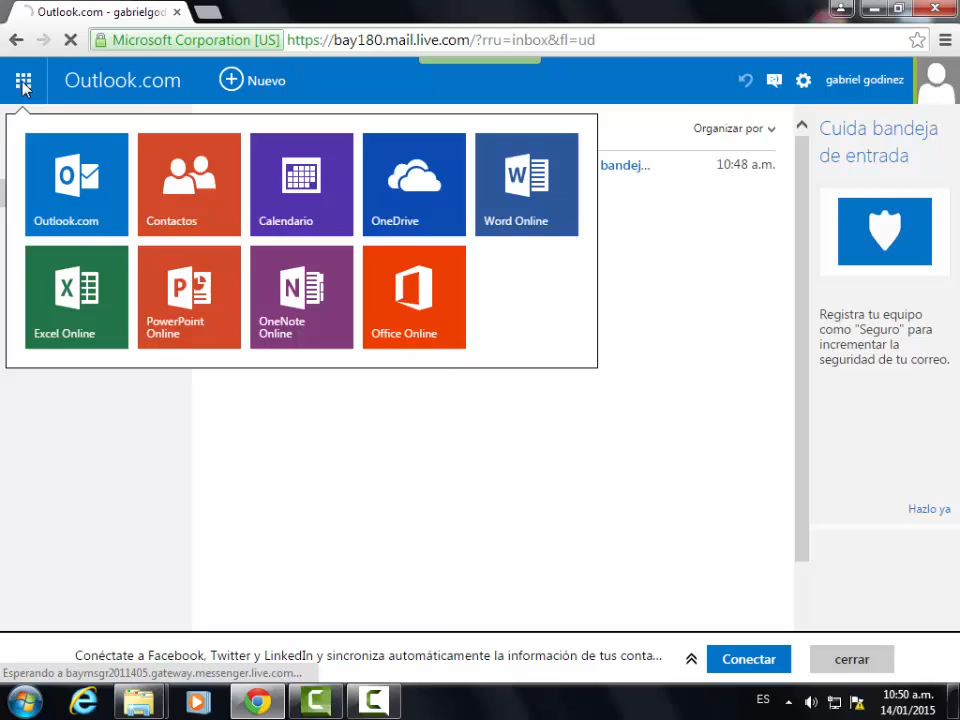 Outlook.com - gabrielgod
Microsoft Corporation [US] https://bay180.mail.live.com/?rru=inbox&fl=ud
Outlook.com
Nuevo
gabriel godinez
Outlook.com
Contactos
Calendario
OneDrive
Word Online
Excel Online
PowerPoint
Online
OneNote
Online
Office Online
Organizar por
bandej...
10:48 a.m.
Cuida bandeja
de entrada
Registra tu equipo
como "Seguro" para
incrementar la
seguridad de tu correo.
Hazlo ya
Conéctate a Facebook, Twitter y LinkedIn y sincroniza automáticamente la información de tus conta...
Conectar
cerrar
Esperando a baymsgr2011405.gateway.messenger.live.com...
ES
10:50 a.m.
14/01/2015